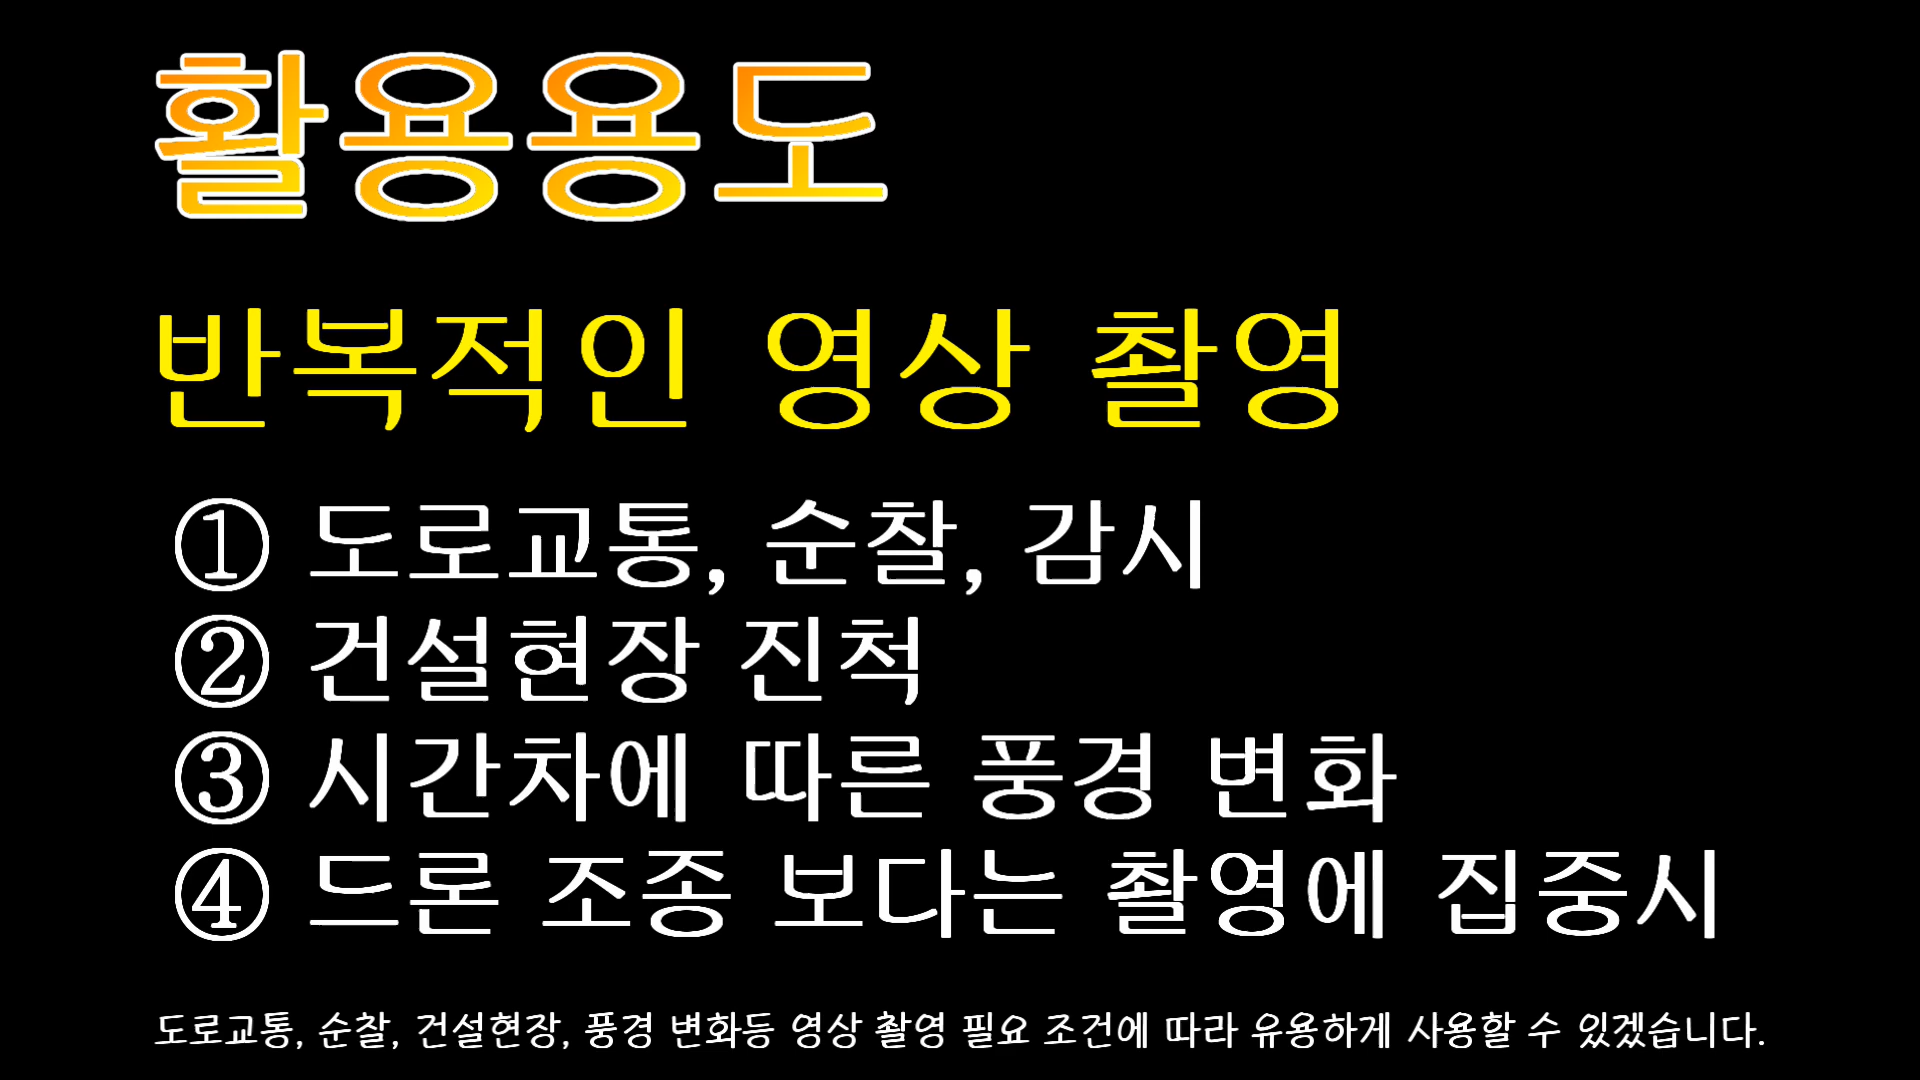 활용용도
반복적인 영상 촬영
① 도로교통, 순찰, 감시
② 건설현장 진척
③ 시간차에 따른 풍경 변화
④ 드론 조종 보다는 촬영에 집중시
도로교통, 순찰, 건설현장, 풍경 변화등 영상 촬영 필요 조건에 따라 유용하게 사용할 수 있겠습니다.